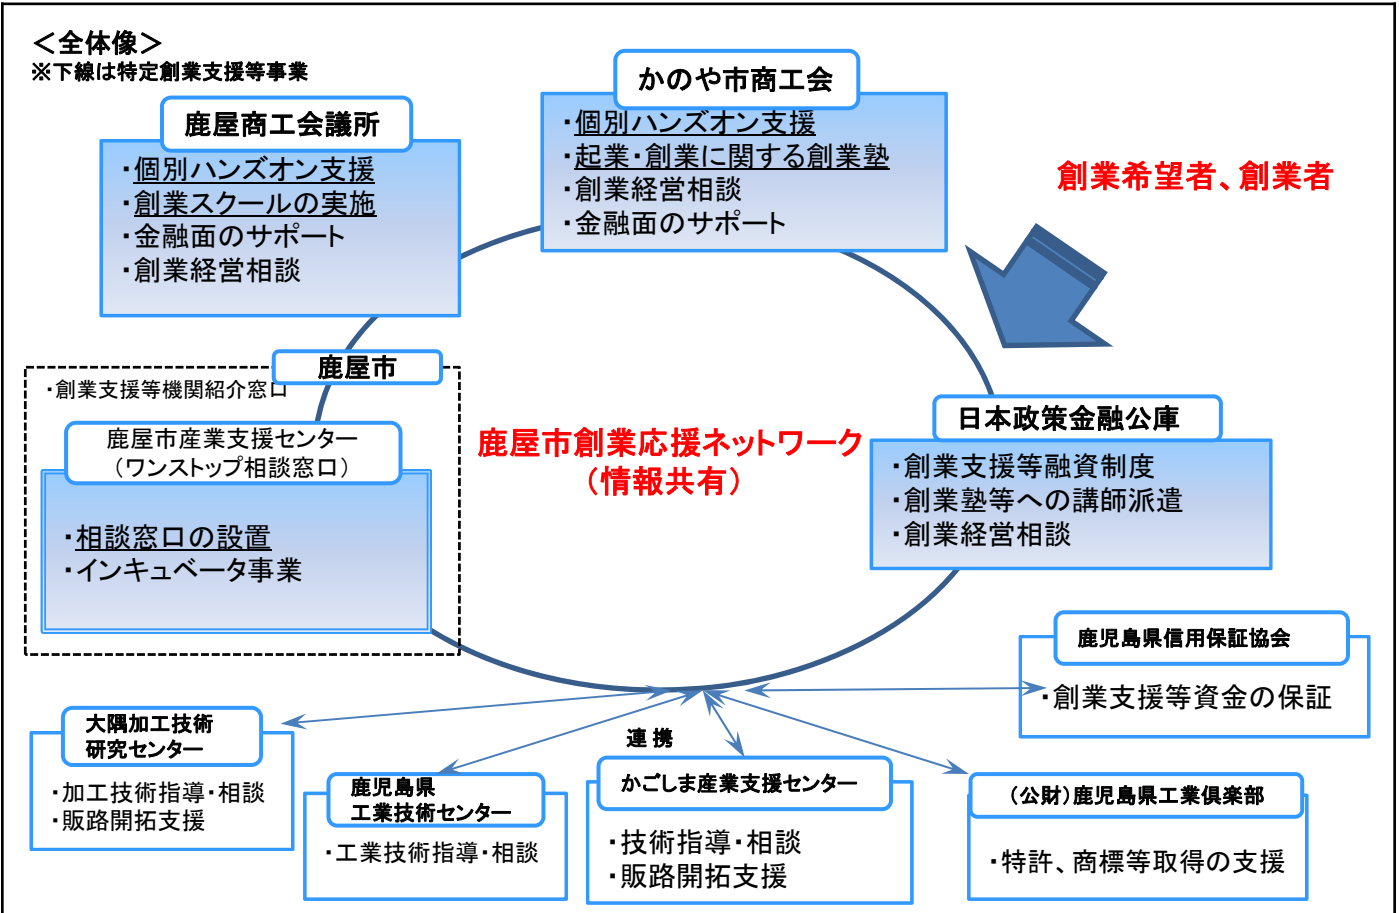 ＜全体像＞
※下線は特定創業支援等事業
鹿屋商工会議所
・個別ハンズオン支援
・創業スクールの実施
・金融面のサポート
・創業経営相談
かのや市商工会
・個別ハンズオン支援
・起業・創業に関する創業塾
・創業経営相談
・金融面のサポート
創業希望者、創業者
鹿屋市
・創業支援等機関紹介窓口
鹿屋市産業支援センター
（ワンストップ相談窓口）
・相談窓口の設置
・インキュベータ事業
鹿屋市創業応援ネットワーク
（情報共有）
日本政策金融公庫
・創業支援等融資制度
・創業塾等への講師派遣
・創業経営相談
鹿児島県信用保証協会
・創業支援等資金の保証
連 携
大隅加工技術
研究センター
・加工技術指導・相談
・販路開拓支援
鹿児島県
工業技術センター
・工業技術指導・相談
かごしま産業支援センター
・技術指導・相談
・販路開拓支援
（公財）鹿児島県工業倶楽部
・特許、商標等取得の支援